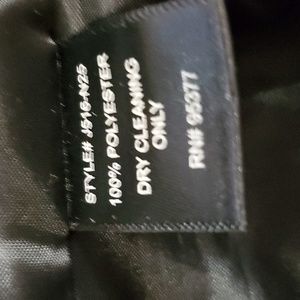 STYLE# J516-N25
100% POLYESTER
DRY CLEANING
ONLY
RN# 95377